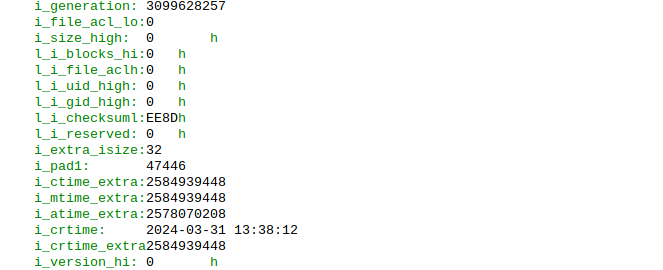 i_generation: 3099628257
i_file_acl_lo:0
i_size_high: 0 h
l_i_blocks_hi:0 h
l_i_file_aclh:0 h
l_i_uid_high: 0 h
l_i_gid_high: 0 h
l_i_checksuml:EE8Dh
l_i_reserved: 0 h
i_extra_isize:32
i_pad1: 47446
i_ctime_extra:2584939448
i_mtime_extra:2584939448
i_atime_extra:2578070208
i_crtime: 2024-03-31 13:38:12
i_crtime_extra2584939448
i_version_hi: 0 h